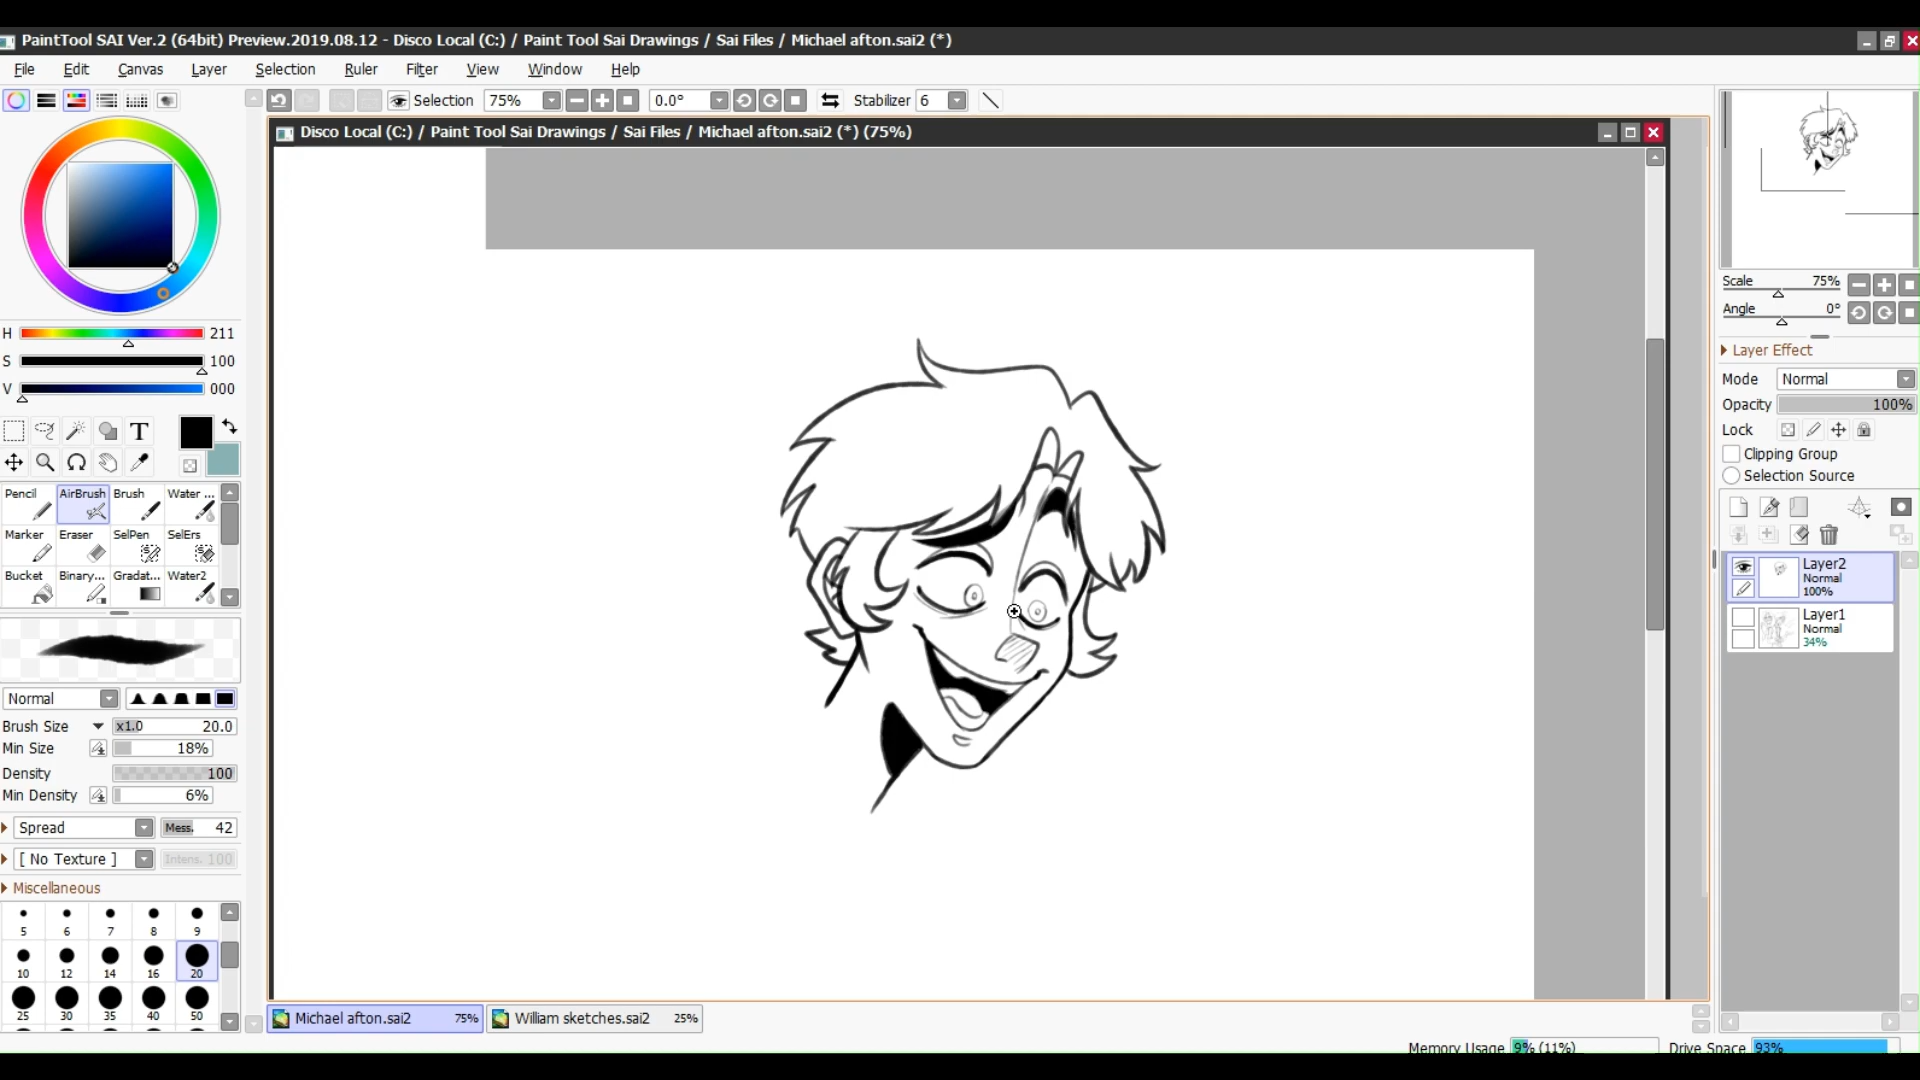 PaintTool SAI Ver.2 (64bit) Preview.2019.08.12 - Disco Local (C:) / Paint Tool Sai Drawings / Sai Files / Michael afton.sai2 (*)
File Edit Canvas Layer Selection Ruler Filter View Window Help
Selection 75% 0.0° Stabilizer 6
Disco Local (C:) / Paint Tool Sai Drawings / Sai Files / Michael afton.sai2 (*) (75%)
H 211
S 100
V 000
T
Pencil AirBrush Brush Water ...
Marker Eraser SelPen SelErs
Bucket Binary... Gradat... Water2
Normal
Brush Size x1.0 20.0
Min Size 18%
Density 100
Min Density 6%
Spread Mess. 42
[ No Texture ] Intens. 100
Miscellaneous
5 6 7 8 9
10 12 14 16 20
25 30 35 40 50
Michael afton.sai2 75% William sketches.sai2 25%
Scale 75%
Angle 0°
Layer Effect
Mode Normal
Opacity 100%
Lock
Clipping Group
Selection Source
Layer2
Normal
100%
Layer1
Normal
34%
Memory Usage 9% (11%) Drive Space 93%